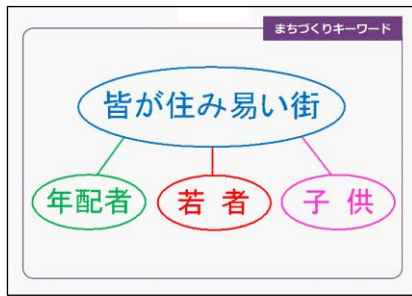 まちづくりキーワード
皆が住み易い街
年配者
若者
子供